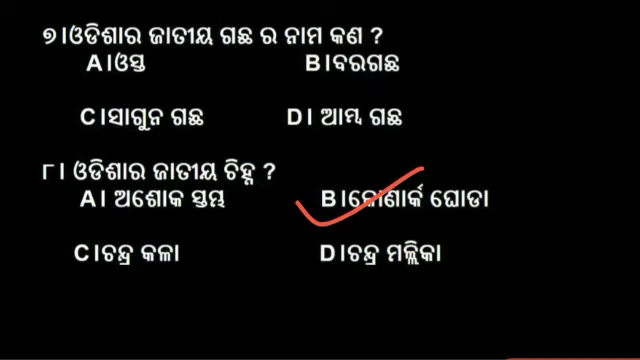 ୭।ଓଡିଶାର ଜାତୀୟ ଗଛ ର ନାମ କଣ ?
A।ଓସ୍ତ B।ବରଗଛ
C।ସାଗୁନ ଗଛ D। ଆମ୍ବ ଗଛ
୮। ଓଡିଶାର ଜାତୀୟ ଚିହ୍ନ ?
A। ଅଶୋକ ସ୍ତମ୍ଭ B।କୋଣାର୍କ ଘୋଡା
C।ଚନ୍ଦ୍ର କଳା D।ଚନ୍ଦ୍ର ମଲ୍ଲିକା